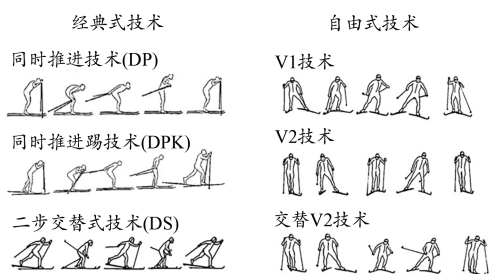 经典式技术
自由式技术
同时推进技术(DP)
V1技术
同时推进踢技术(DPK)
V2技术
二步交替式技术(DS)
交替V2技术